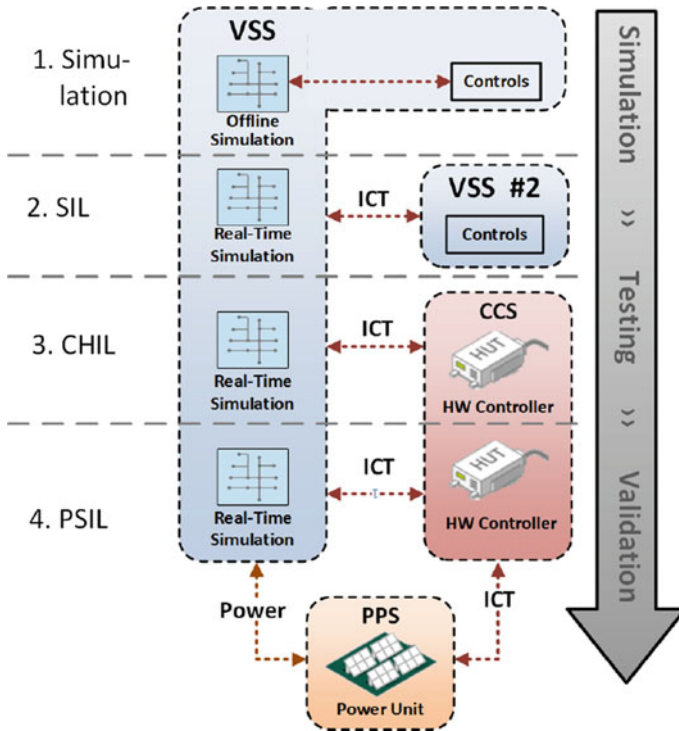 VSS
1. Simu-
lation
Offline
Simulation
Controls
2. SIL
Real-Time
Simulation
ICT
VSS #2
Controls
3. CHIL
Real-Time
Simulation
ICT
CCS
HUT
HW Controller
4. PSIL
Real-Time
Simulation
ICT
HUT
HW Controller
Power
ICT
PPS
Power Unit
Simulation » Testing » Validation